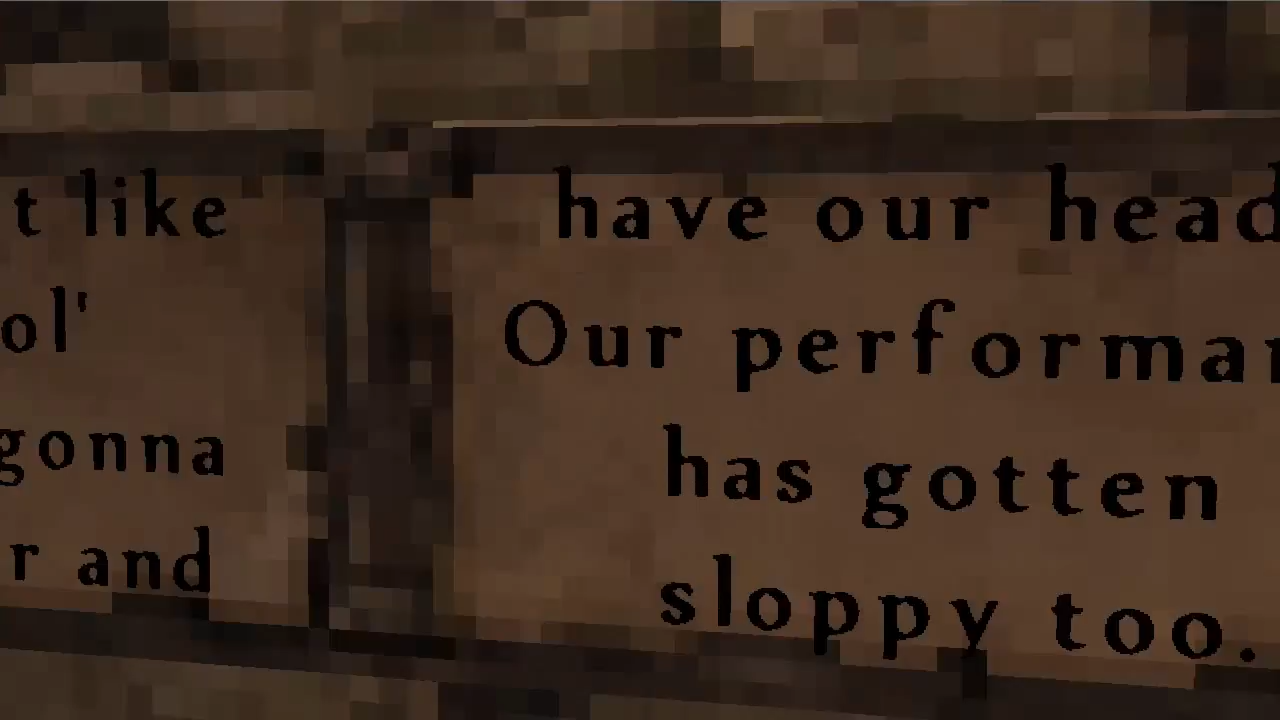 t like
ol'
gonna
r and
have our head
Our performan
has gotten
sloppy too.